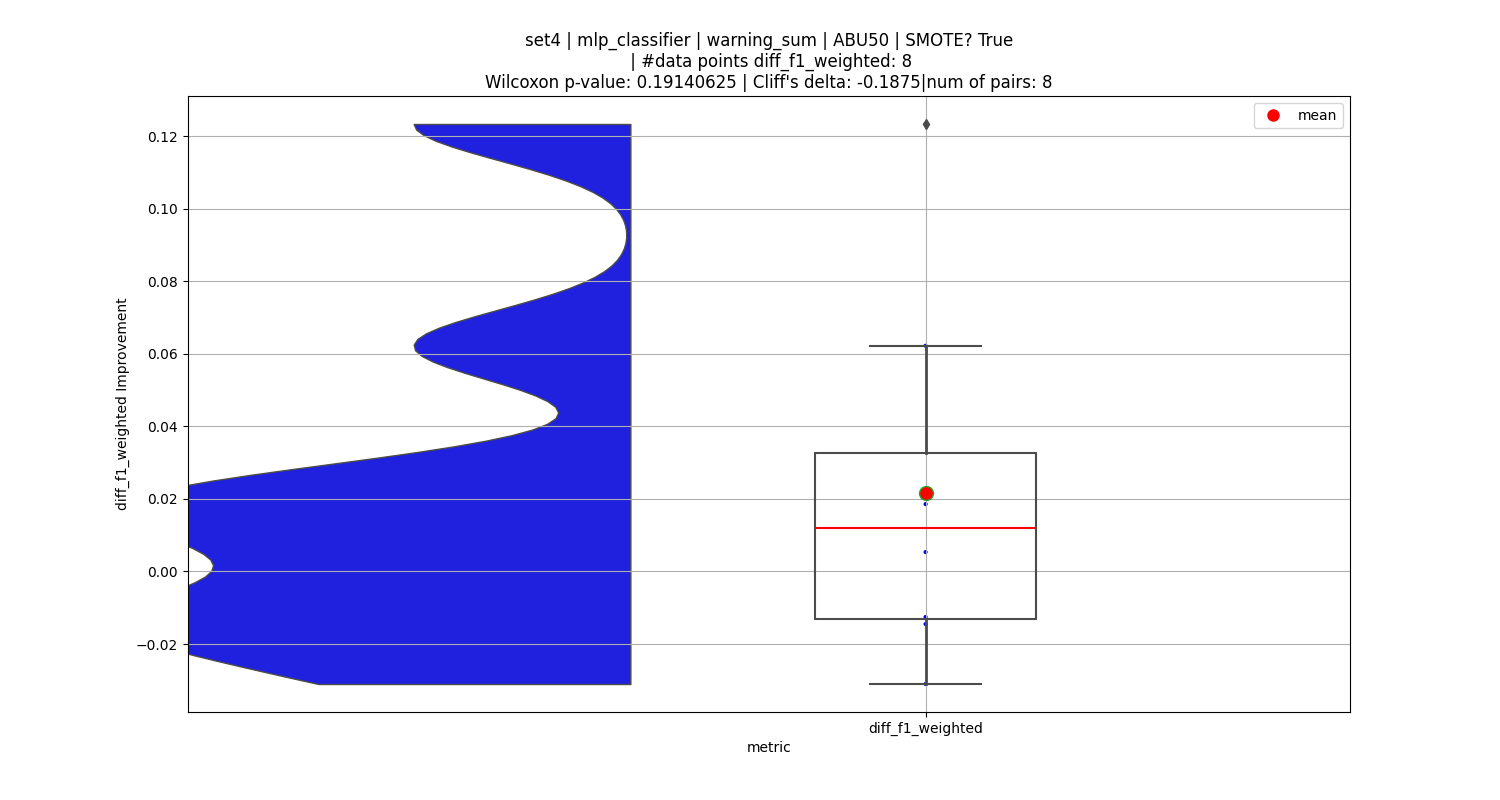 set4 | mlp_classifier | warning_sum | ABU50 | SMOTE? True
| #data points diff_f1_weighted: 8
Wilcoxon p-value: 0.19140625 | Cliff's delta: -0.1875|num of pairs: 8
mean
0.12
0.10
0.08
0.06
0.04
0.02
0.00
−0.02
diff_f1_weighted Improvement
diff_f1_weighted
metric